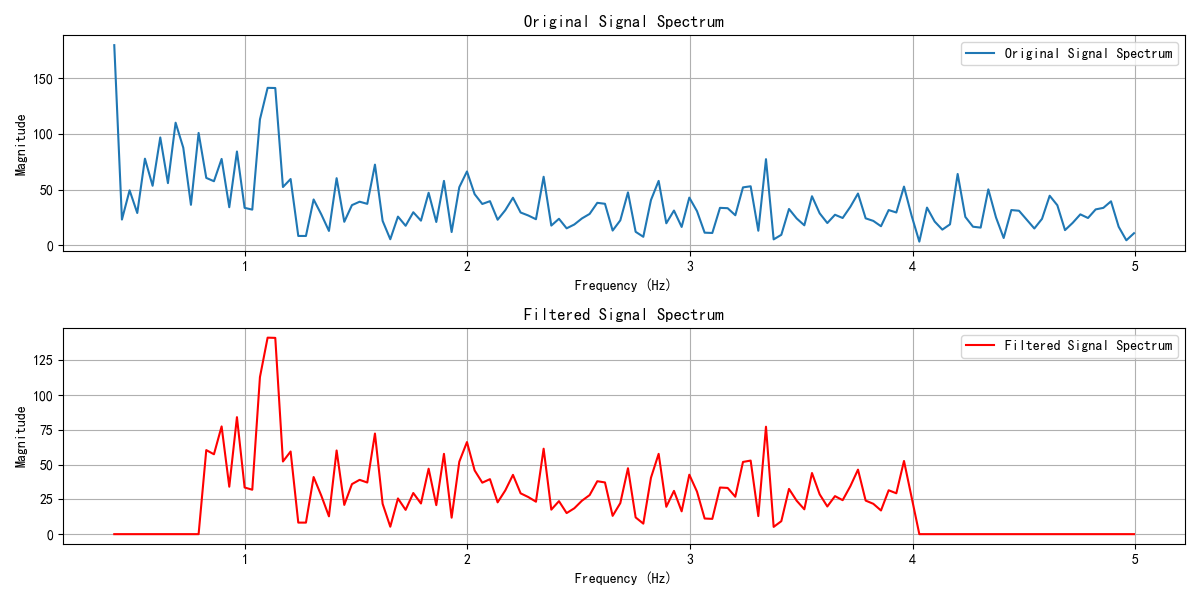 Original Signal Spectrum
Original Signal Spectrum
Magnitude
150
100
50
0
1 2 3 4 5
Frequency (Hz)
Filtered Signal Spectrum
Filtered Signal Spectrum
Magnitude
125
100
75
50
25
0
1 2 3 4 5
Frequency (Hz)